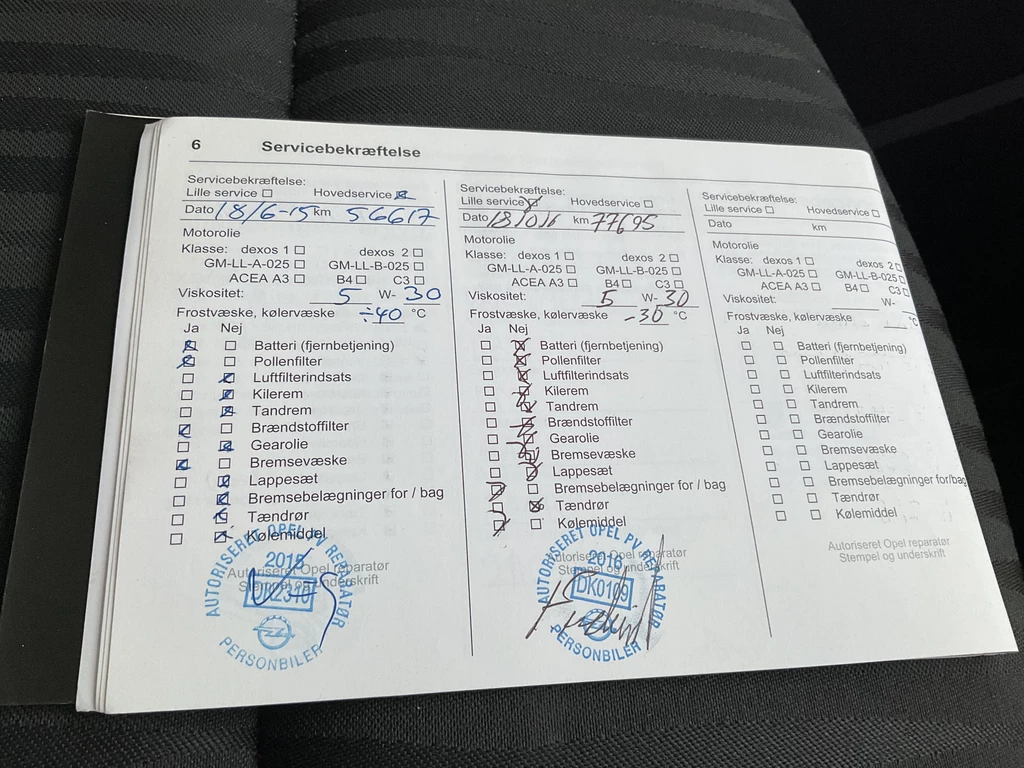 6 Servicebekræftelse
Servicebekræftelse:
Lille service ☐ Hovedservice ☒
Dato 18/6-15 km 56617
Motorolie
Klasse: dexos 1 ☐ dexos 2 ☐
GM-LL-A-025 ☐ GM-LL-B-025 ☐
ACEA A3 ☐ B4 ☐ C3 ☐
Viskositet: 5 W- 30
Frostvæske, kølervæske ÷40 °C
Ja Nej
☒ ☐ Batteri (fjernbetjening)
☒ ☐ Pollenfilter
☐ ☒ Luftfilterindsats
☐ ☒ Kilerem
☐ ☒ Tandrem
☒ ☐ Brændstoffilter
☐ ☒ Gearolie
☒ ☐ Bremsevæske
☐ ☒ Lappesæt
☐ ☒ Bremsebelægninger for / bag
☐ ☒ Tændrør
☐ ☒ Kølemiddel
Autoriseret Opel reparatør
Stempel og underskrift
AUTORISERET OPEL PV REPARATØR
2015
PERSONBILER
Servicebekræftelse:
Lille service ☒ Hovedservice ☐
Dato km 77695
Motorolie
Klasse: dexos 1 ☐ dexos 2 ☐
GM-LL-A-025 ☐ GM-LL-B-025 ☐
ACEA A3 ☐ B4 ☐ C3 ☐
Viskositet: 5 W- 30
Frostvæske, kølervæske -30 °C
Ja Nej
☐ ☒ Batteri (fjernbetjening)
☐ ☒ Pollenfilter
☐ ☒ Luftfilterindsats
☐ ☒ Kilerem
☐ ☒ Tandrem
☐ ☒ Brændstoffilter
☐ ☒ Gearolie
☐ ☒ Bremsevæske
☐ ☒ Lappesæt
☒ ☐ Bremsebelægninger for / bag
☐ ☒ Tændrør
☒ ☐ Kølemiddel
Autoriseret Opel reparatør
Stempel og underskrift
AUTORISERET OPEL PV REPARATØR
2016
DK0109
PERSONBILER
Servicebekræftelse:
Lille service ☐ Hovedservice ☐
Dato km
Motorolie
Klasse: dexos 1 ☐ dexos 2 ☐
GM-LL-A-025 ☐ GM-LL-B-025 ☐
ACEA A3 ☐ B4 ☐ C3 ☐
Viskositet: W-
Frostvæske, kølervæske °C
Ja Nej
☐ ☐ Batteri (fjernbetjening)
☐ ☐ Pollenfilter
☐ ☐ Luftfilterindsats
☐ ☐ Kilerem
☐ ☐ Tandrem
☐ ☐ Brændstoffilter
☐ ☐ Gearolie
☐ ☐ Bremsevæske
☐ ☐ Lappesæt
☐ ☐ Bremsebelægninger for/bag
☐ ☐ Tændrør
☐ ☐ Kølemiddel
Autoriseret Opel reparatør
Stempel og underskrift